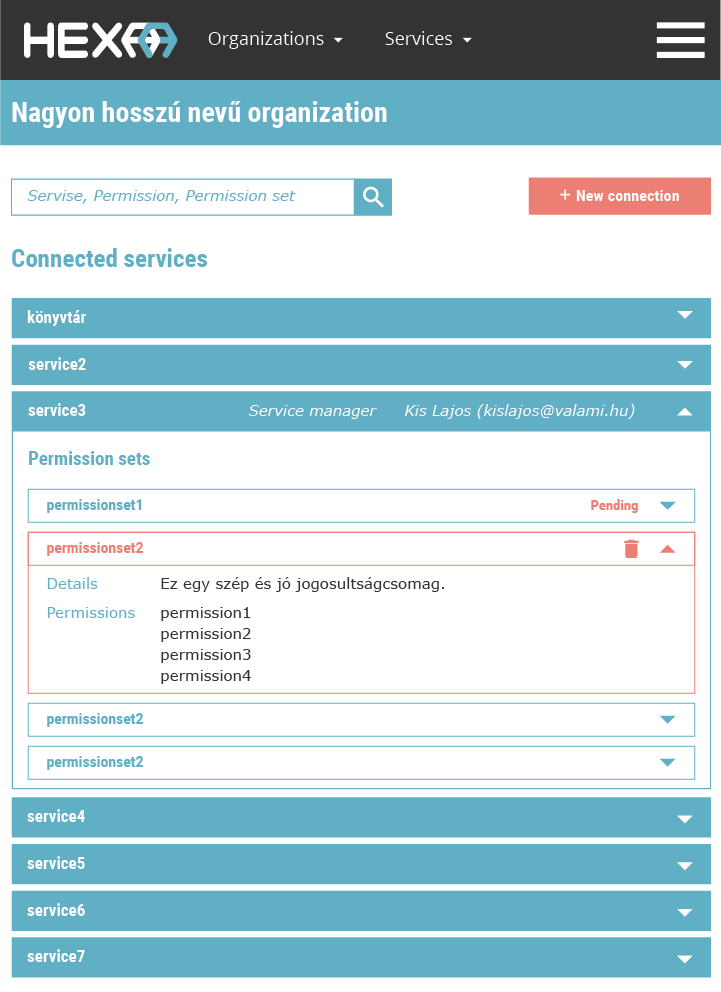 HEXAA Organizations Services
Nagyon hosszú nevű organization
Servise, Permission, Permission set
+ New connection
Connected services
könyvtár
service2
service3 Service manager Kis Lajos (kislajos@valami.hu)
Permission sets
permissionset1 Pending
permissionset2
Details Ez egy szép és jó jogosultságcsomag.
Permissions permission1
permission2
permission3
permission4
permissionset2
permissionset2
service4
service5
service6
service7